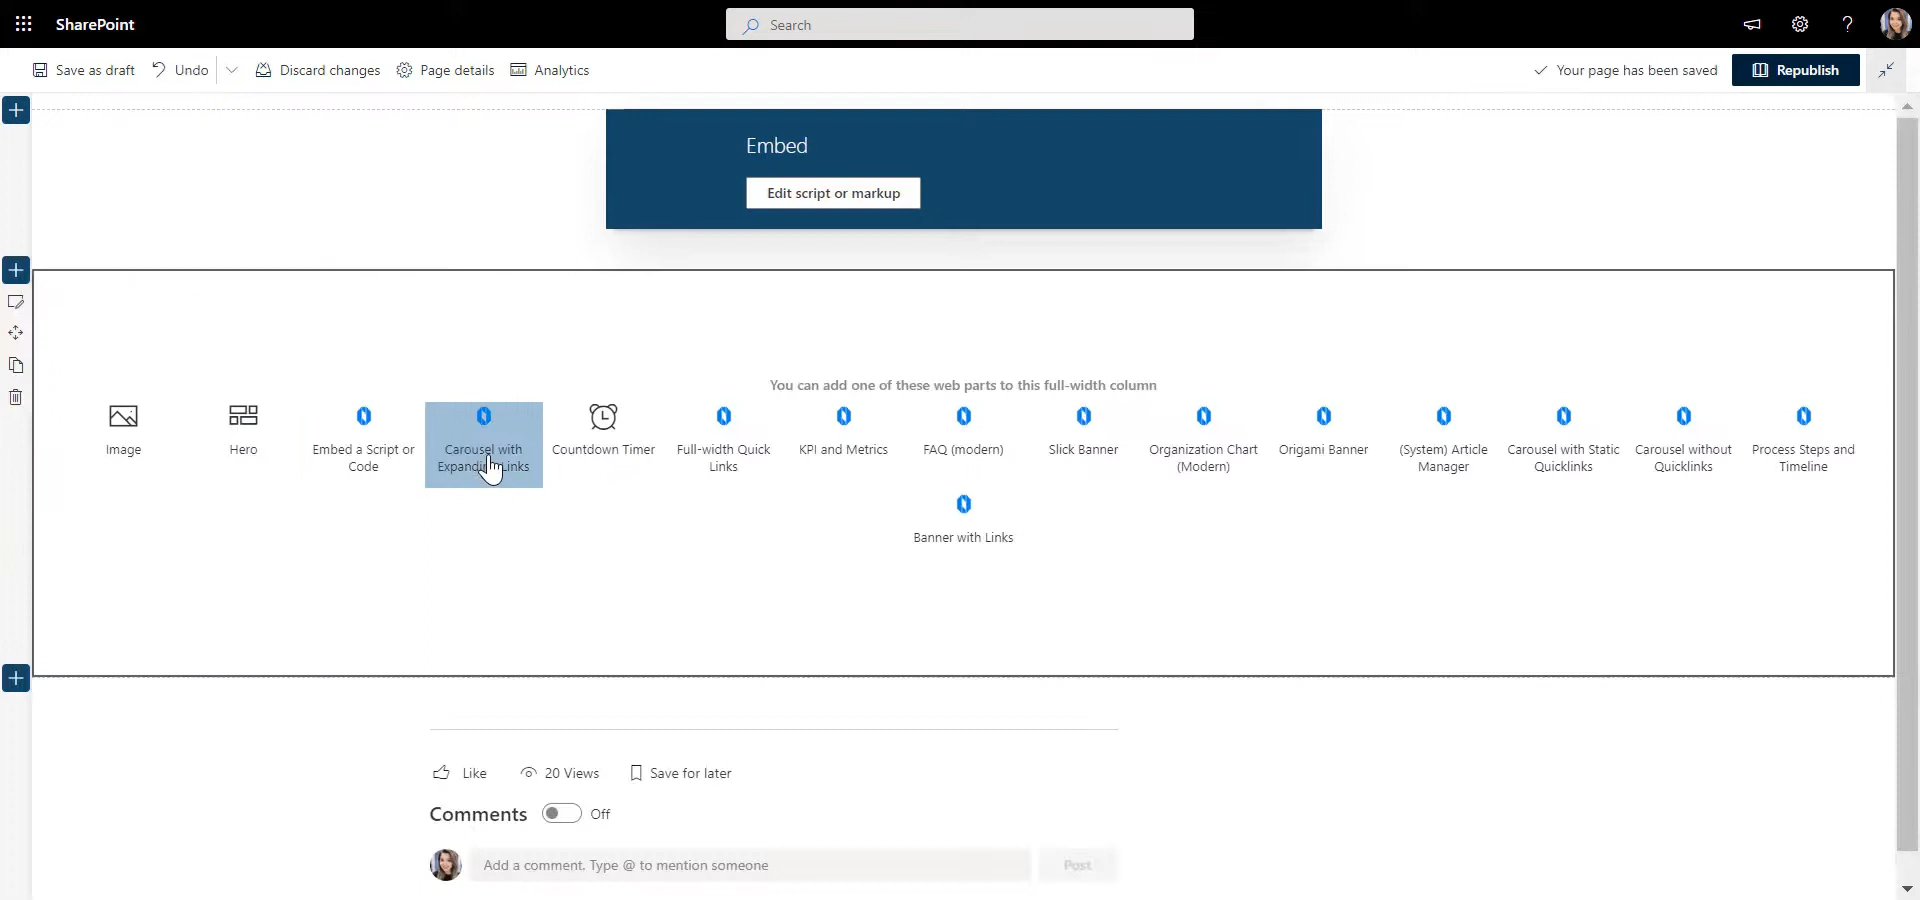 SharePoint
Search
?
Save as draft
Undo
Discard changes
Page details
Analytics
Your page has been saved
Republish
Embed
Edit script or markup
You can add one of these web parts to this full-width column
Image
Hero
Embed a Script or
Code
Carousel with
Expanding Links
Countdown Timer
Full-width Quick
Links
KPI and Metrics
FAQ (modern)
Slick Banner
Organization Chart
(Modern)
Origami Banner
(System) Article
Manager
Carousel with Static
Quicklinks
Carousel without
Quicklinks
Process Steps and
Timeline
Banner with Links
Like
20 Views
Save for later
Comments
Off
Add a comment. Type @ to mention someone
Post